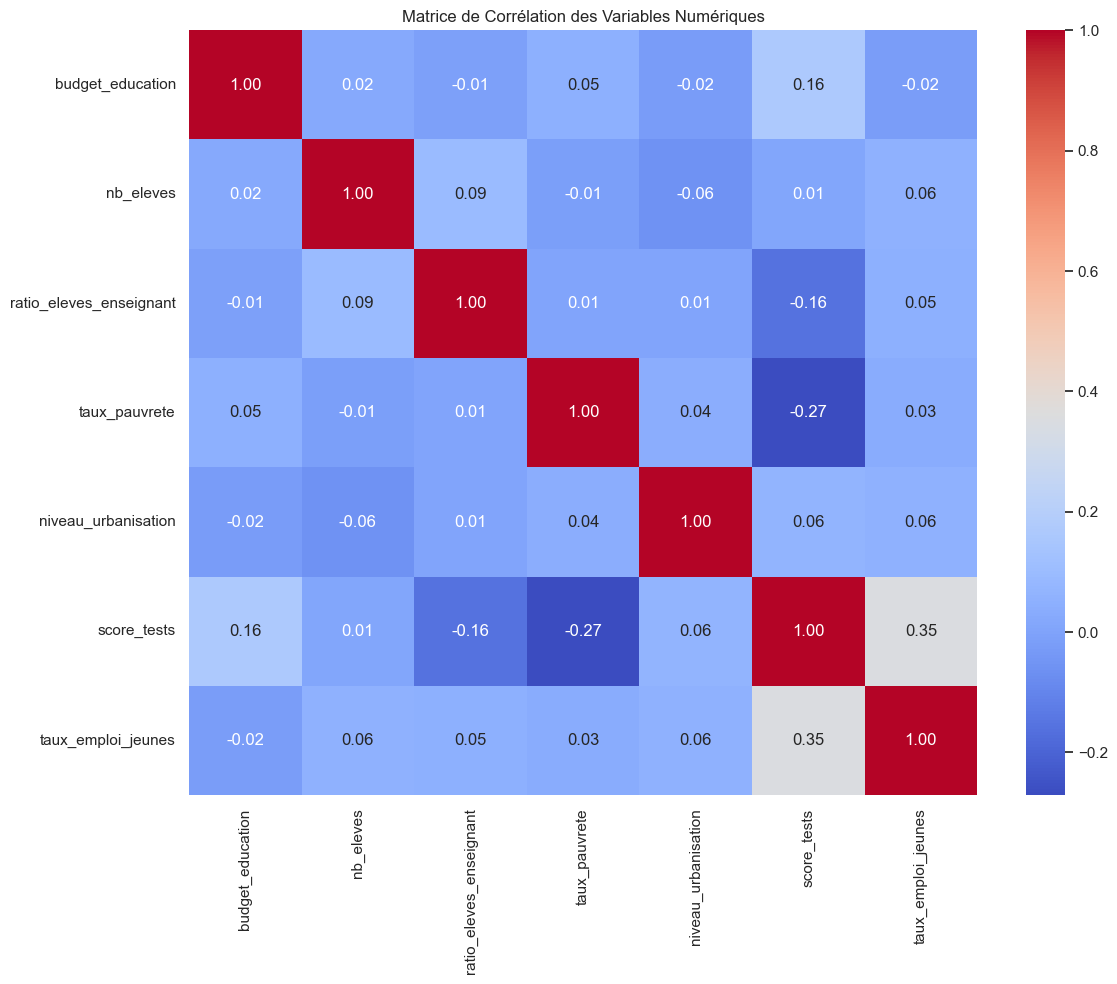 Matrice de Corrélation des Variables Numériques
budget_education 1.00 0.02 -0.01 0.05 -0.02 0.16 -0.02
nb_eleves 0.02 1.00 0.09 -0.01 -0.06 0.01 0.06
ratio_eleves_enseignant -0.01 0.09 1.00 0.01 0.01 -0.16 0.05
taux_pauvrete 0.05 -0.01 0.01 1.00 0.04 -0.27 0.03
niveau_urbanisation -0.02 -0.06 0.01 0.04 1.00 0.06 0.06
score_tests 0.16 0.01 -0.16 -0.27 0.06 1.00 0.35
taux_emploi_jeunes -0.02 0.06 0.05 0.03 0.06 0.35 1.00
budget_education
nb_eleves
ratio_eleves_enseignant
taux_pauvrete
niveau_urbanisation
score_tests
taux_emploi_jeunes
1.0
0.8
0.6
0.4
0.2
0.0
−0.2